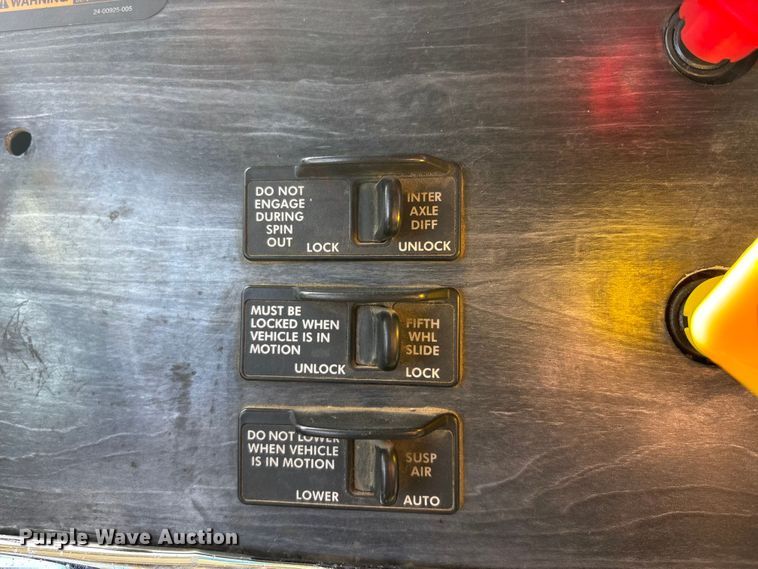 WARNING
24-00925-005
DO NOT
ENGAGE
DURING
SPIN
OUT
LOCK
INTER
AXLE
DIFF
UNLOCK
MUST BE
LOCKED WHEN
VEHICLE IS IN
MOTION
UNLOCK
FIFTH
WHL
SLIDE
LOCK
DO NOT LOWER
WHEN VEHICLE
IS IN MOTION
LOWER
SUSP
AIR
AUTO
Purple Wave Auction